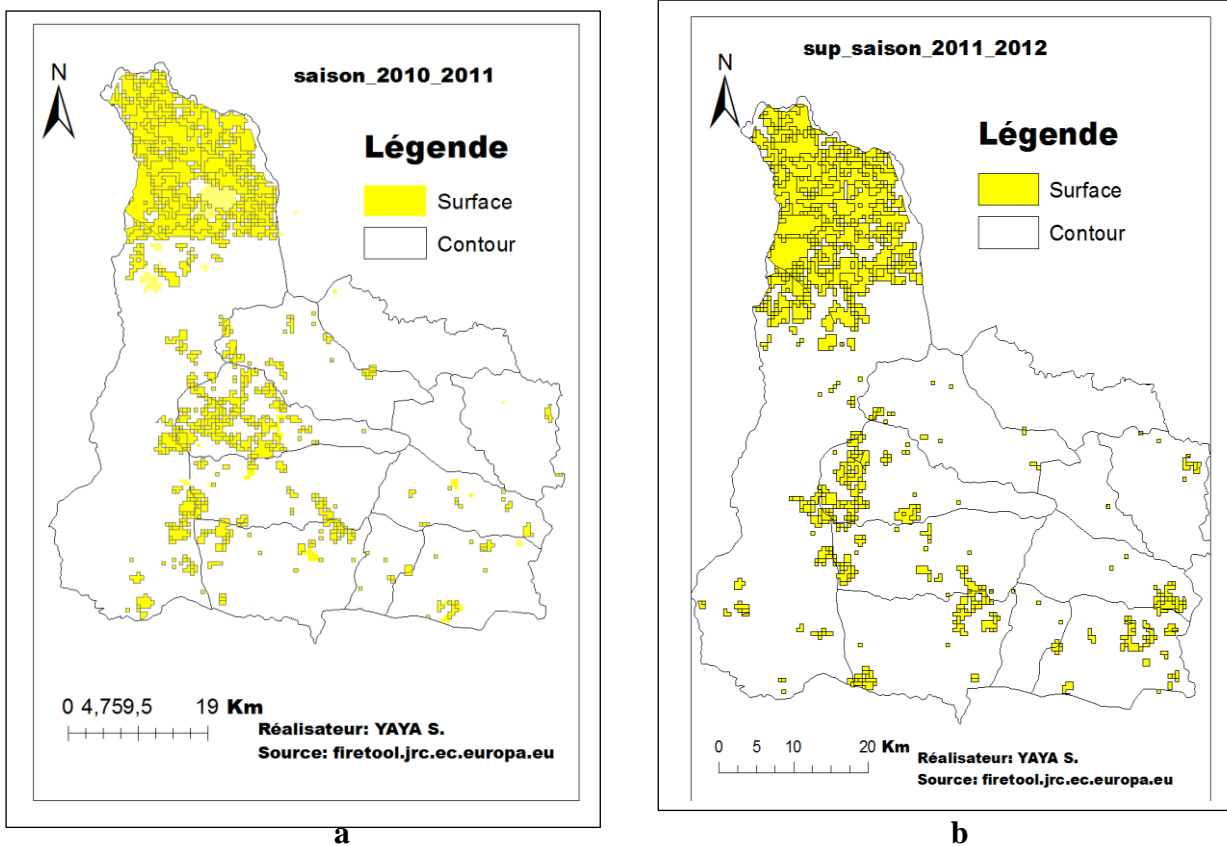 N
saison_2010_2011
Légende
Surface
Contour
0 4,759,5 19 Km
Réalisateur: YAYA S.
Source: firetool.jrc.ec.europa.eu
a
sup_saison_2011_2012
N
Légende
Surface
Contour
0 5 10 20 Km
Réalisateur: YAYA S.
Source: firetool.jrc.ec.europa.eu
b